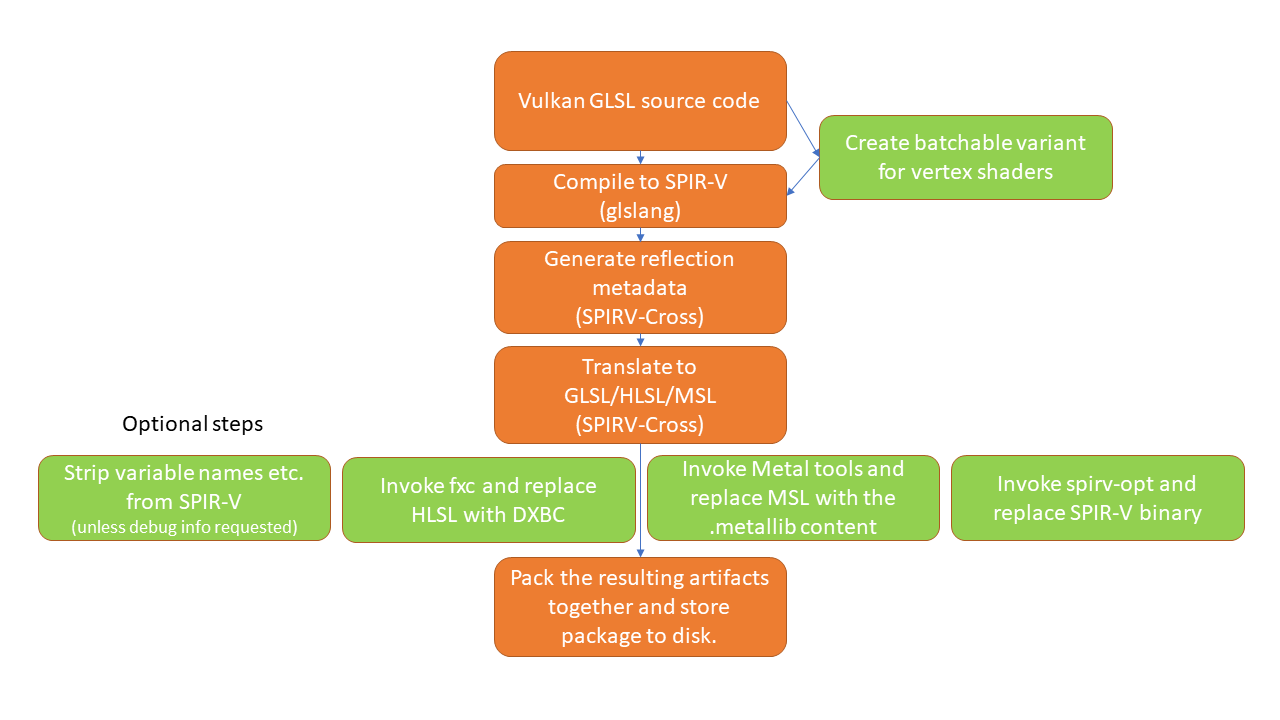 Vulkan GLSL source code
Create batchable variant
for vertex shaders
Compile to SPIR-V
(glslang)
Generate reflection
metadata
(SPIRV-Cross)
Translate to
GLSL/HLSL/MSL
(SPIRV-Cross)
Optional steps
Strip variable names etc.
from SPIR-V
(unless debug info requested)
Invoke fxc and replace
HLSL with DXBC
Invoke Metal tools and
replace MSL with the
.metallib content
Invoke spirv-opt and
replace SPIR-V binary
Pack the resulting artifacts
together and store
package to disk.